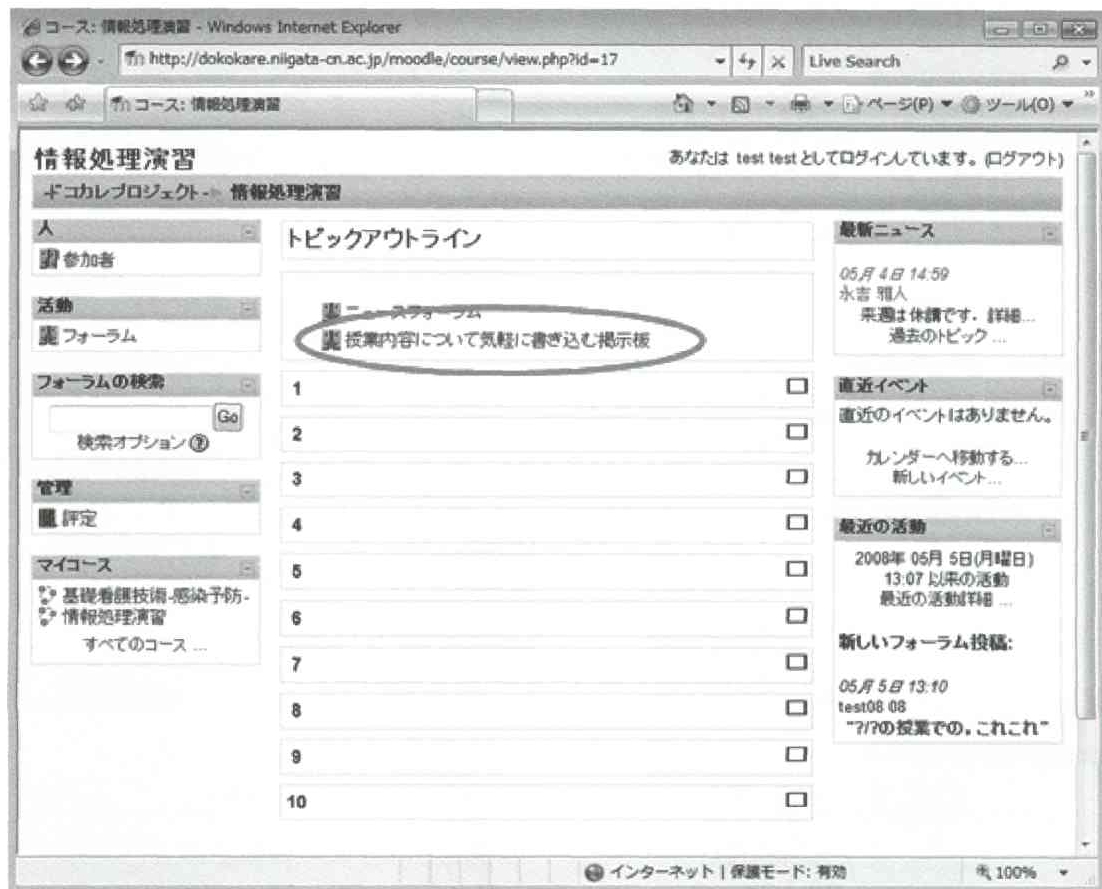 コース: 情報処理演習 - Windows Internet Explorer
http://dokokare.niigata-cn.ac.jp/moodle/course/view.php?id=17
Live Search
コース: 情報処理演習
ページ(P)
ツール(O)
情報処理演習
あなたは test test としてログインしています。(ログアウト)
ドコカレプロジェクト
情報処理演習
人
参加者
活動
フォーラム
フォーラムの検索
Go
検索オプション
管理
評定
マイコース
基礎看護技術-感染予防-
情報処理演習
すべてのコース ...
トピックアウトライン
ニュースフォーラム
授業内容について気軽に書き込む掲示板
1
2
3
4
5
6
7
8
9
10
最新ニュース
05月 4日 14:59
永吉 雅人
来週は休講です. 詳細...
過去のトピック ...
直近イベント
直近のイベントはありません。
カレンダーへ移動する...
新しいイベント ...
最近の活動
2008年 05月 5日(月曜日)
13:07 以来の活動
最近の活動詳細 ...
新しいフォーラム投稿:
05月 5日 13:10
test08 08
"?/?の授業での, これこれ"
インターネット | 保護モード: 有効
100%